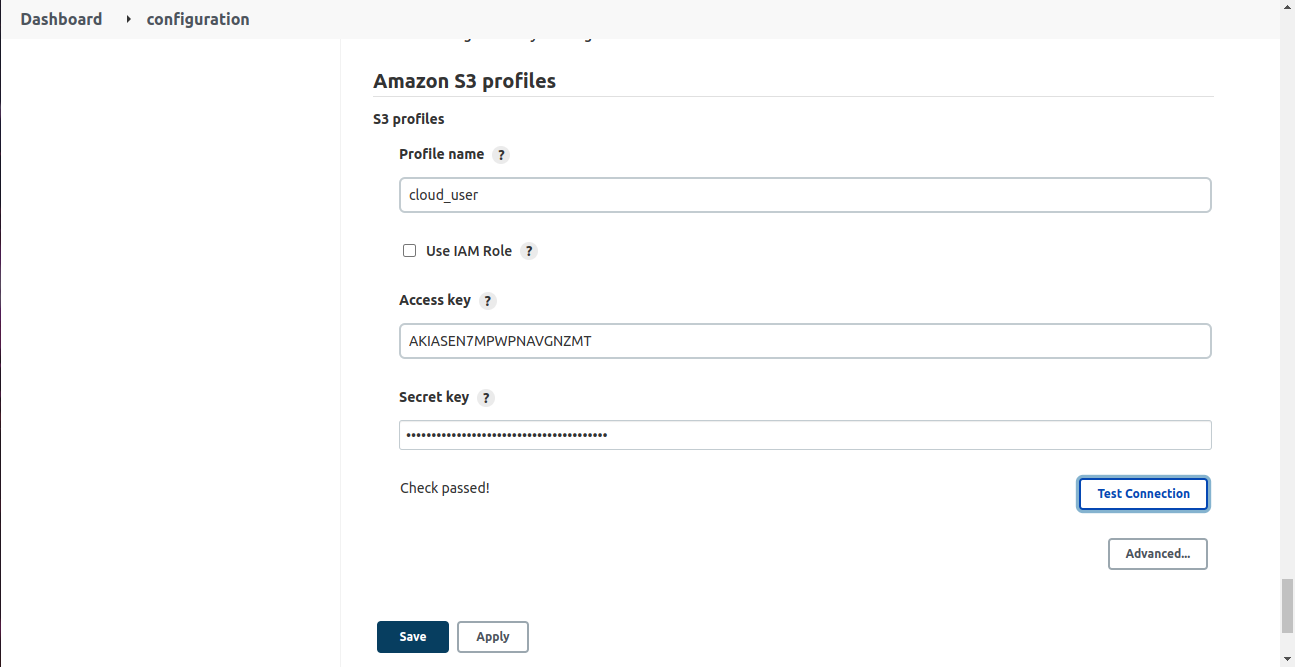 Dashboard configuration
Amazon S3 profiles
S3 profiles
Profile name ?
cloud_user
Use IAM Role ?
Access key ?
AKIASEN7MPWPNAVGNZMT
Secret key ?
••••••••••••••••••••••••••••••••••••••••
Check passed!
Test Connection
Advanced...
Save Apply